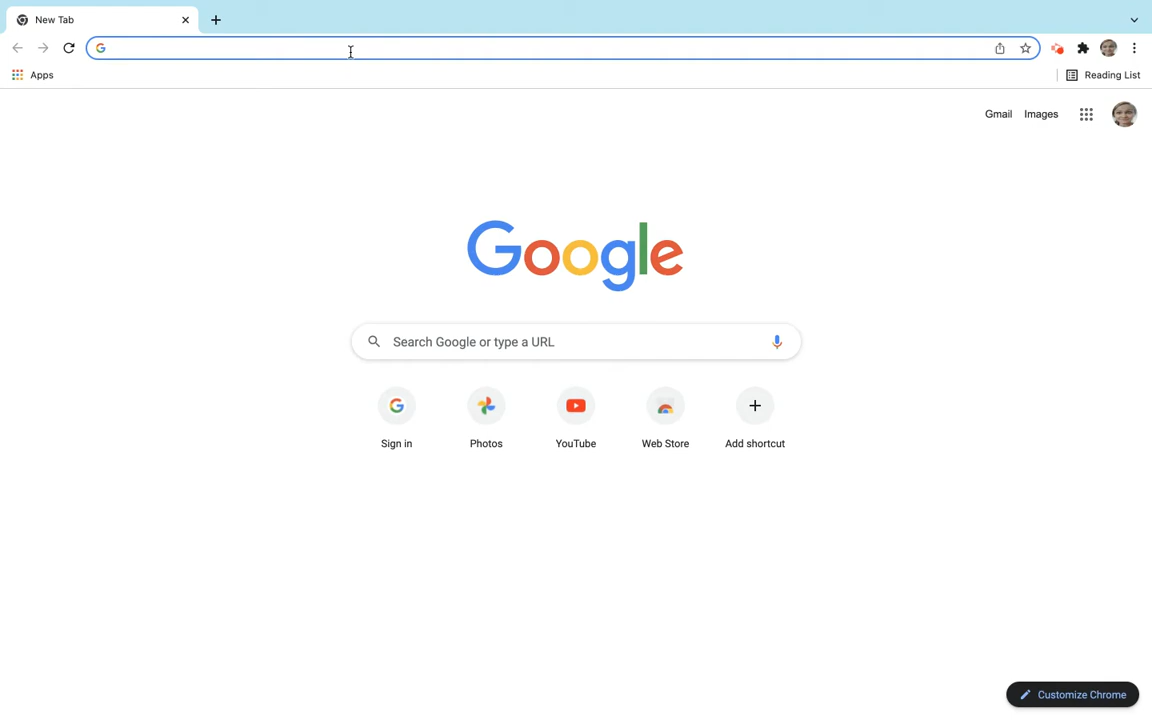 New Tab
Apps
Reading List
Gmail Images
Google
Search Google or type a URL
Sign in Photos YouTube Web Store Add shortcut
Customize Chrome